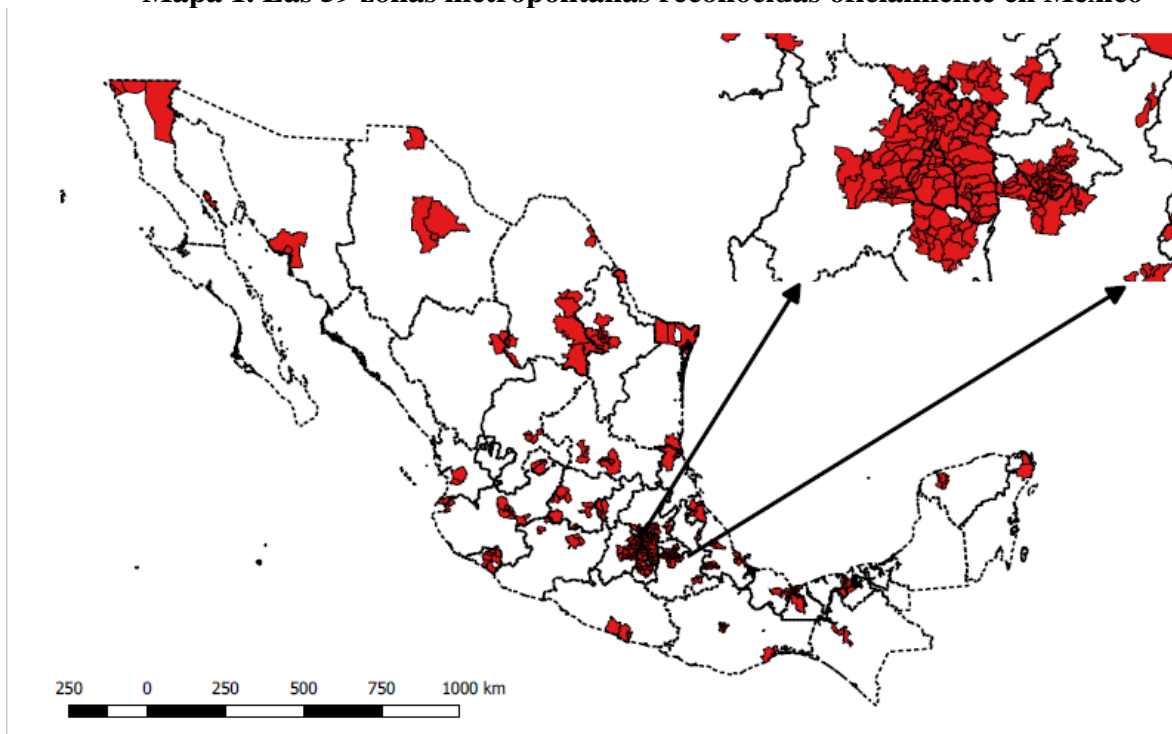 Mapa 1. Las 59 zonas metropolitanas reconocidas oficialmente en México
250 0 250 500 750 1000 km